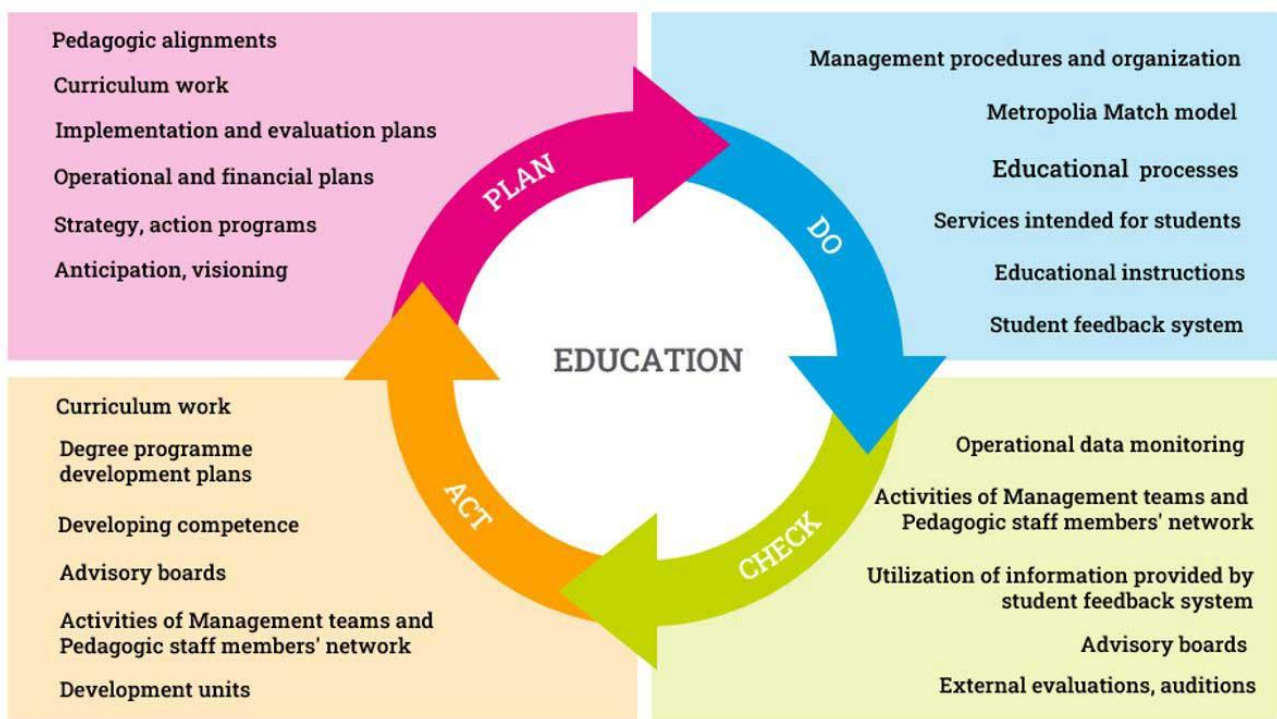 Pedagogic alignments
Curriculum work
Implementation and evaluation plans
Operational and financial plans
Strategy, action programs
Anticipation, visioning
PLAN
Management procedures and organization
Metropolia Match model
Educational processes
Services intended for students
Educational instructions
Student feedback system
DO
EDUCATION
Curriculum work
Degree programme
development plans
Developing competence
Advisory boards
Activities of Management teams and
Pedagogic staff members' network
Development units
ACT
Operational data monitoring
Activities of Management teams and
Pedagogic staff members' network
Utilization of information provided by
student feedback system
Advisory boards
External evaluations, auditions
CHECK